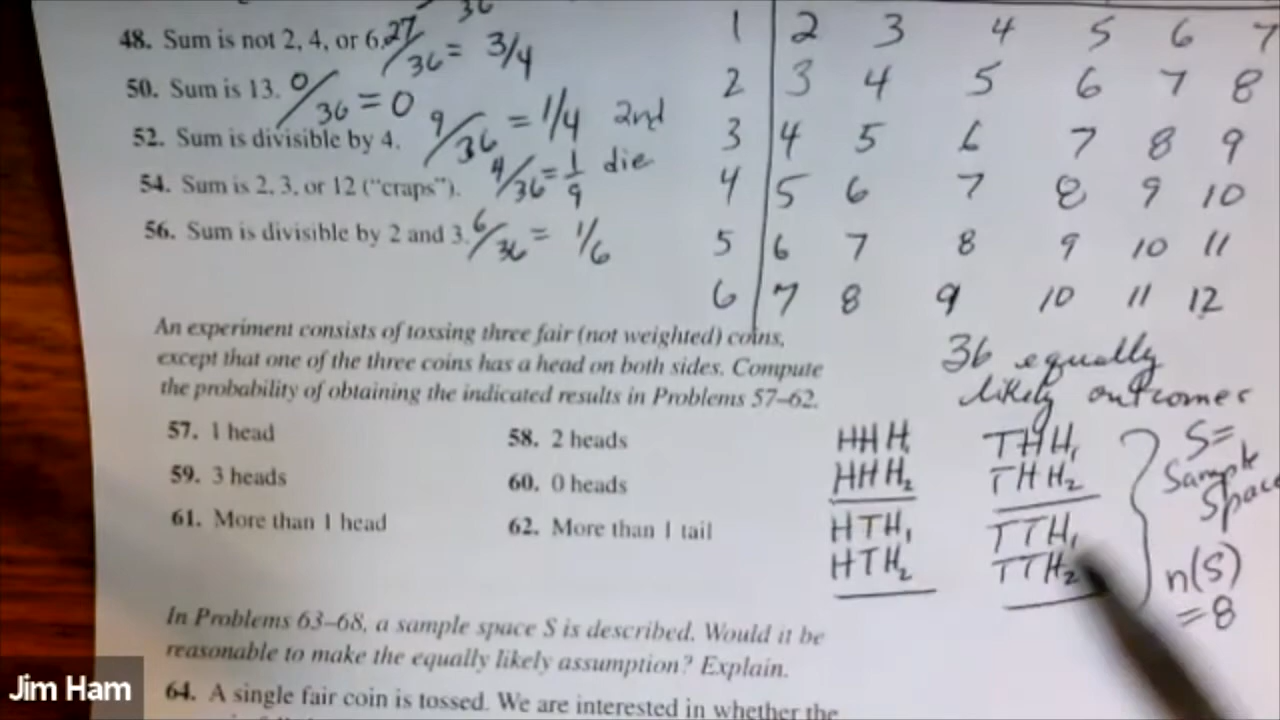 36
48. Sum is not 2, 4, or 6. 27/36 = 3/4
50. Sum is 13. 0/36 = 0
52. Sum is divisible by 4. 9/36 = 1/4
54. Sum is 2, 3, or 12 ("craps"). 4/36 = 1/9
56. Sum is divisible by 2 and 3. 6/36 = 1/6
2nd
die
1 2 3 4 5 6 7
2 3 4 5 6 7 8
3 4 5 6 7 8 9
4 5 6 7 8 9 10
5 6 7 8 9 10 11
6 7 8 9 10 11 12
36 equally
likely outcomes
An experiment consists of tossing three fair (not weighted) coins,
except that one of the three coins has a head on both sides. Compute
the probability of obtaining the indicated results in Problems 57–62.
57. 1 head 58. 2 heads
59. 3 heads 60. 0 heads
61. More than 1 head 62. More than 1 tail
HHH₁ THH₁
HHH₂ THH₂
HTH₁ TTH₁
HTH₂ TTH₂
S=
Sample
Space
n(S)
=8
In Problems 63–68, a sample space S is described. Would it be
reasonable to make the equally likely assumption? Explain.
64. A single fair coin is tossed. We are interested in whether the
Jim Ham